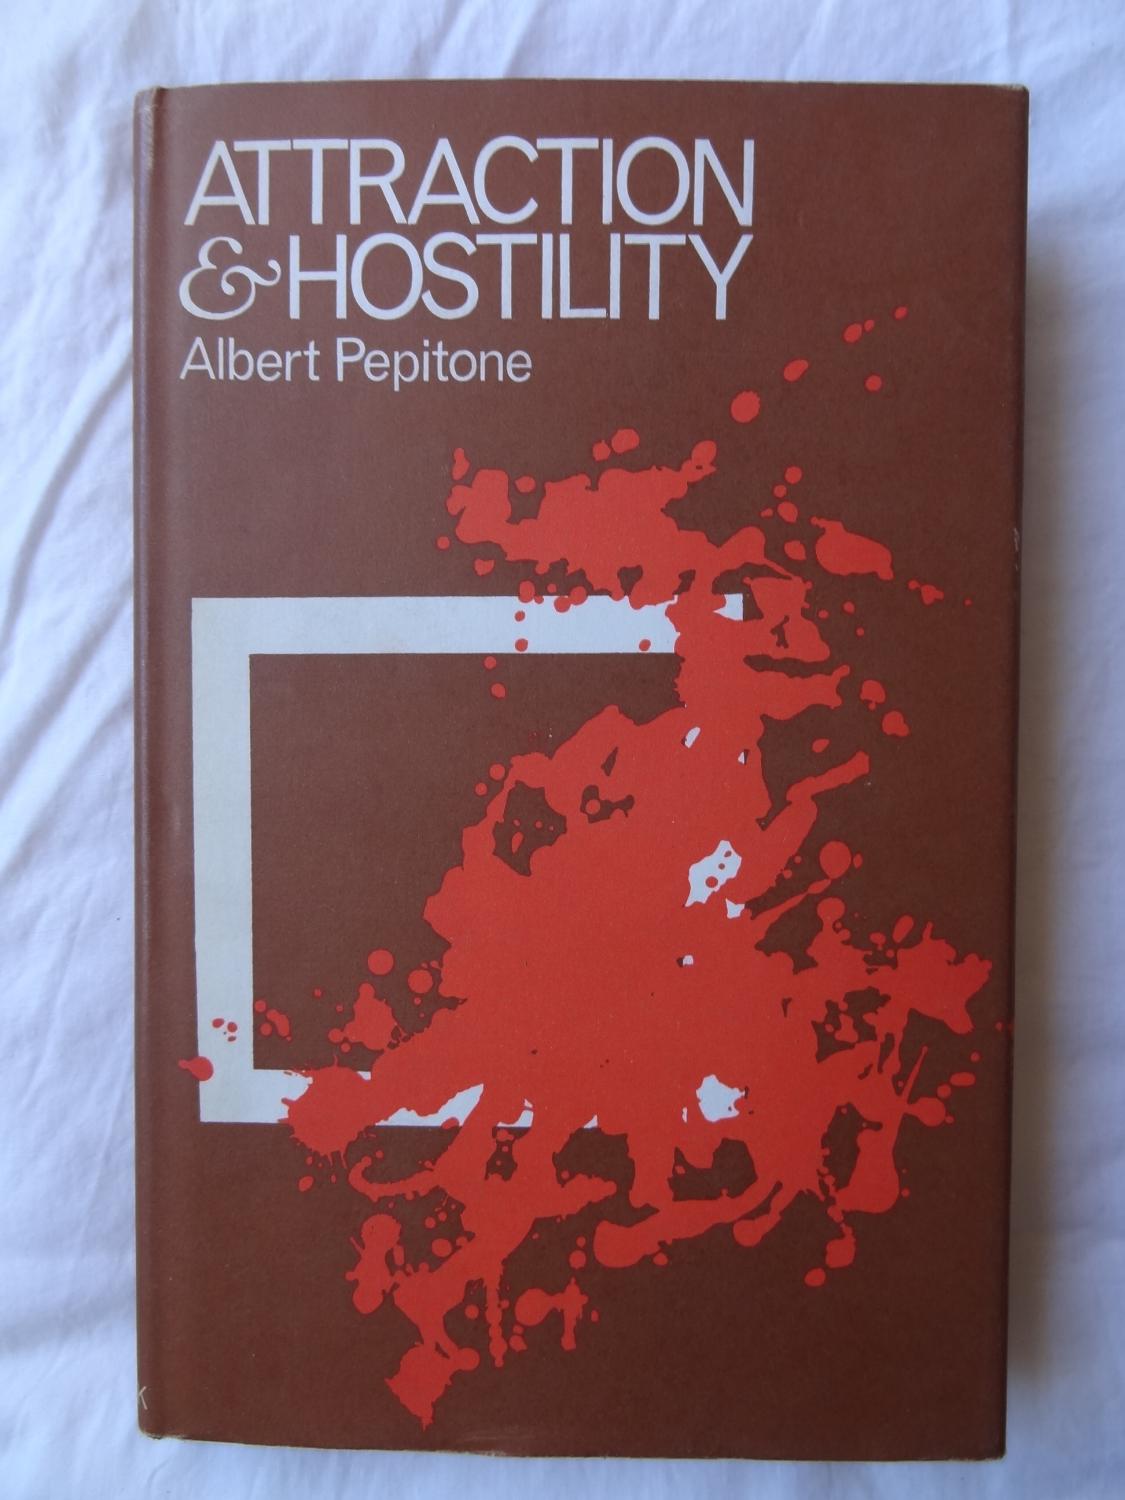 ATTRACTION
& HOSTILITY
Albert Pepitone
K